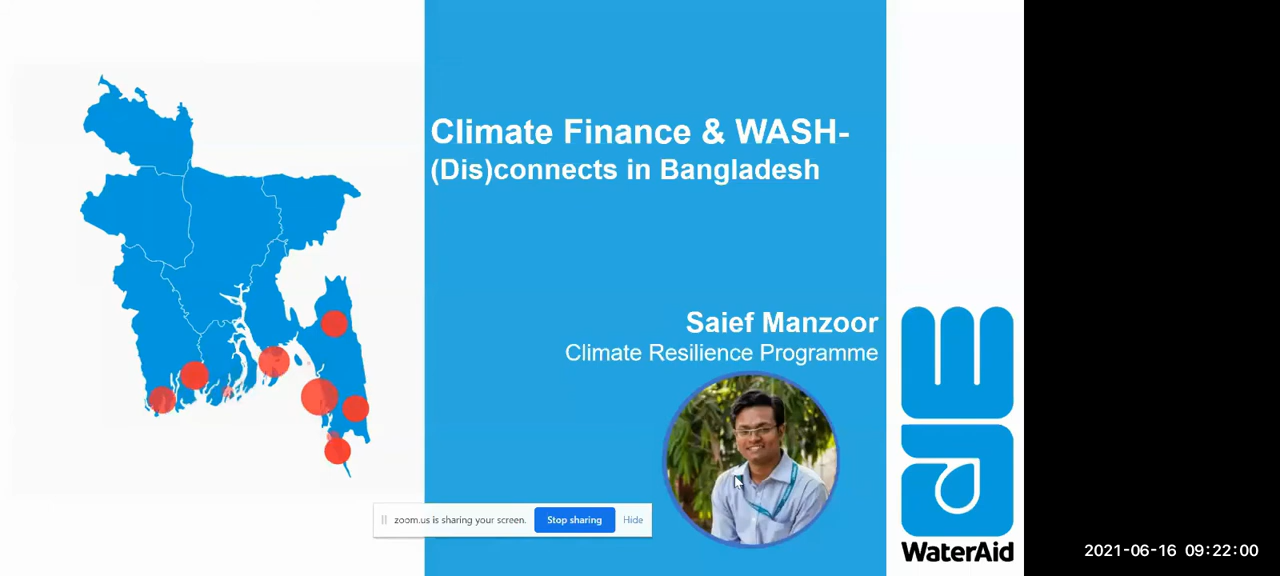 Climate Finance & WASH-
(Dis)connects in Bangladesh
Saief Manzoor
Climate Resilience Programme
zoom.us is sharing your screen.
Stop sharing
Hide
WaterAid
2021-06-16 09:22:00